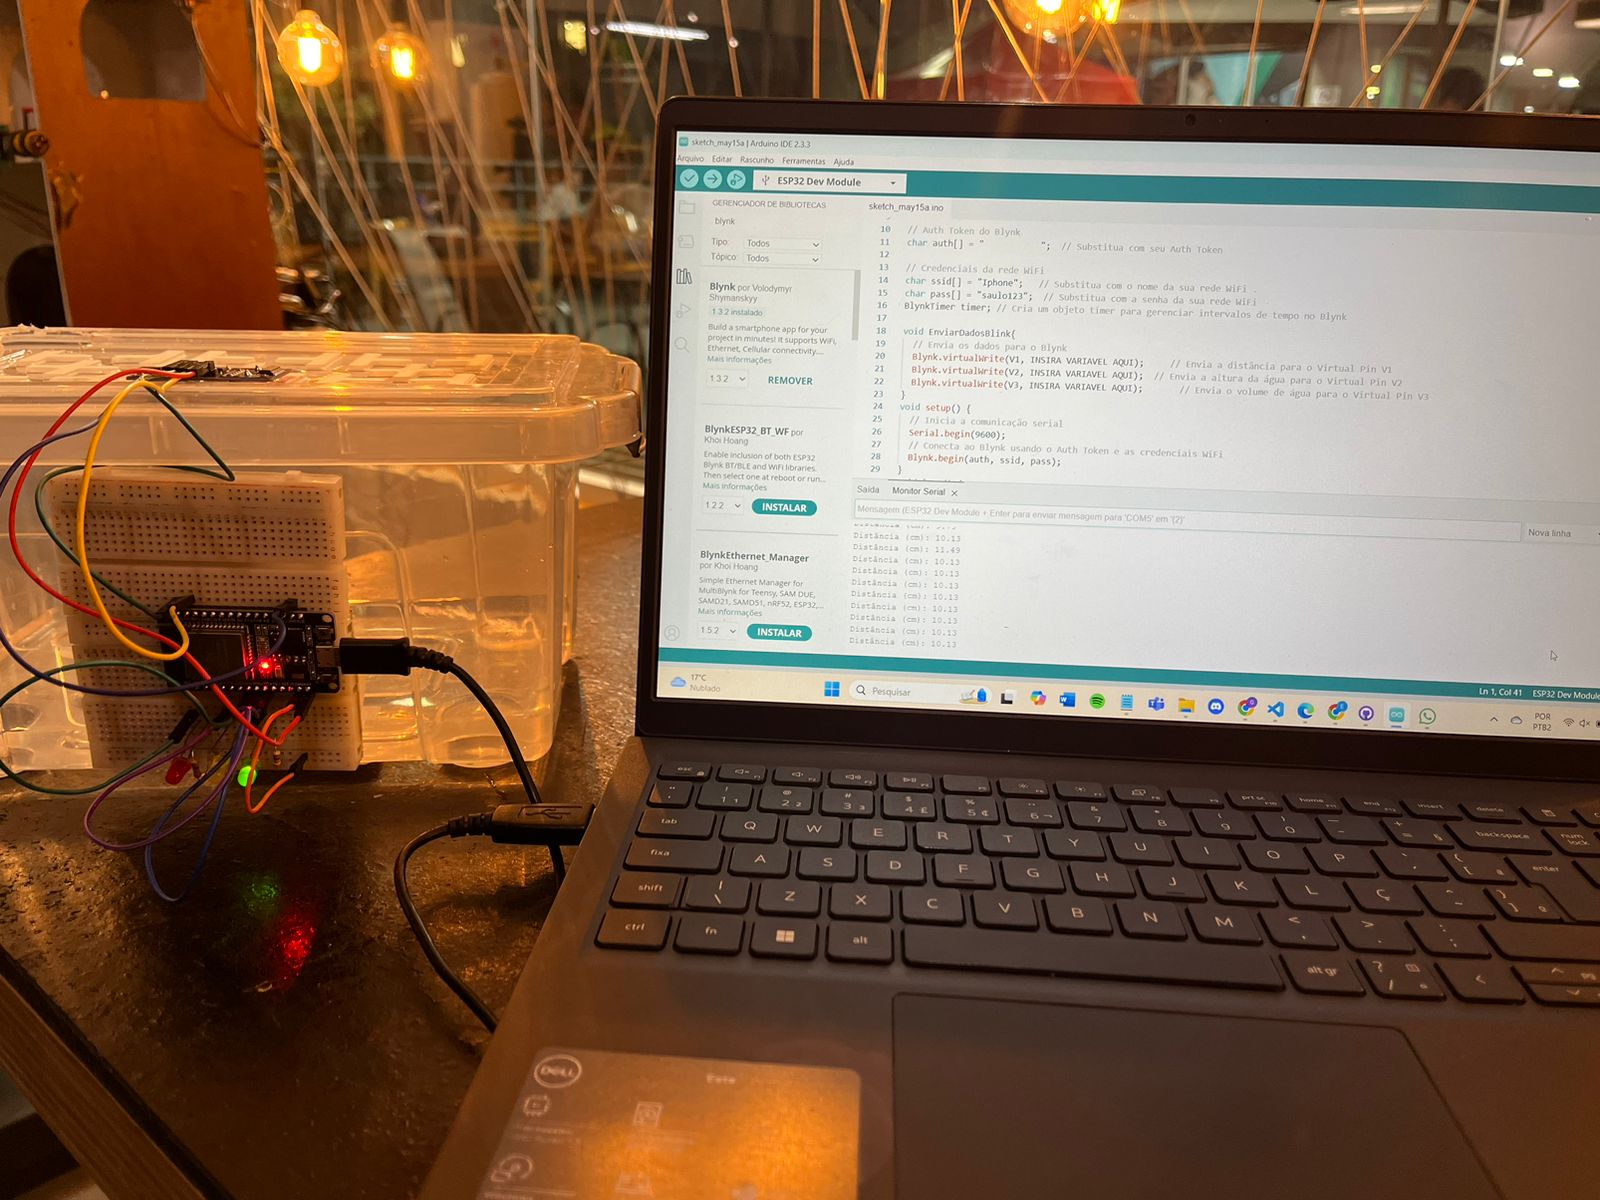 sketch_may15a | Arduino IDE 2.3.3
Arquivo Editar Rascunho Ferramentas Ajuda
ESP32 Dev Module
GERENCIADOR DE BIBLIOTECAS
blynk
Tipo: Todos
Tópico: Todos
Blynk por Volodymyr
Shymanskyy
1.3.2 instalado
Build a smartphone app for your
project in minutes! It supports WiFi,
Ethernet, Cellular connectivity....
Mais informações
1.3.2 REMOVER
BlynkESP32_BT_WF por
Khoi Hoang
Enable inclusion of both ESP32
Blynk BT/BLE and WiFi libraries.
Then select one at reboot or run...
Mais informações
1.2.2 INSTALAR
BlynkEthernet_Manager
por Khoi Hoang
Simple Ethernet Manager for
MultiBlynk for Teensy, SAM DUE,
SAMD21, SAMD51, nRF52, ESP32,...
Mais informações
1.5.2 INSTALAR
sketch_may15a.ino
10 // Auth Token do Blynk
11 char auth[] = " "; // Substitua com seu Auth Token
12
13 // Credenciais da rede WiFi
14 char ssid[] = "Iphone"; // Substitua com o nome da sua rede WiFi
15 char pass[] = "saulo123"; // Substitua com a senha da sua rede WiFi
16 BlynkTimer timer; // Cria um objeto timer para gerenciar intervalos de tempo no Blynk
17
18 void EnviarDadosBlink{
19 // Envia os dados para o Blynk
20 Blynk.virtualWrite(V1, INSIRA VARIAVEL AQUI); // Envia a distância para o Virtual Pin V1
21 Blynk.virtualWrite(V2, INSIRA VARIAVEL AQUI); // Envia a altura da água para o Virtual Pin V2
22 Blynk.virtualWrite(V3, INSIRA VARIAVEL AQUI); // Envia o volume de água para o Virtual Pin V3
23 }
24 void setup() {
25 // Inicia a comunicação serial
26 Serial.begin(9600);
27 // Conecta ao Blynk usando o Auth Token e as credenciais WiFi
28 Blynk.begin(auth, ssid, pass);
29 }
Saída Monitor Serial
Mensagem (ESP32 Dev Module + Enter para enviar mensagem para 'COM5' em '{2}'
Nova linha
Distância (cm): 10.13
Distância (cm): 11.49
Distância (cm): 10.13
Distância (cm): 10.13
Distância (cm): 10.13
Distância (cm): 10.13
Distância (cm): 10.13
Distância (cm): 10.13
Distância (cm): 10.13
Distância (cm): 10.13
Ln 1, Col 41 ESP32 Dev Module
17°C
Nublado
Pesquisar
POR
PTB2
esc prt sc home end insert delete
1 2 3 4 5 6 7 8 9 0 backspace num lock
tab Q W E R T Y U I O P enter
fixa A S D F G H J K L Ç
shift \ | Z X C V B N M < >
ctrl fn alt alt gr
DELL